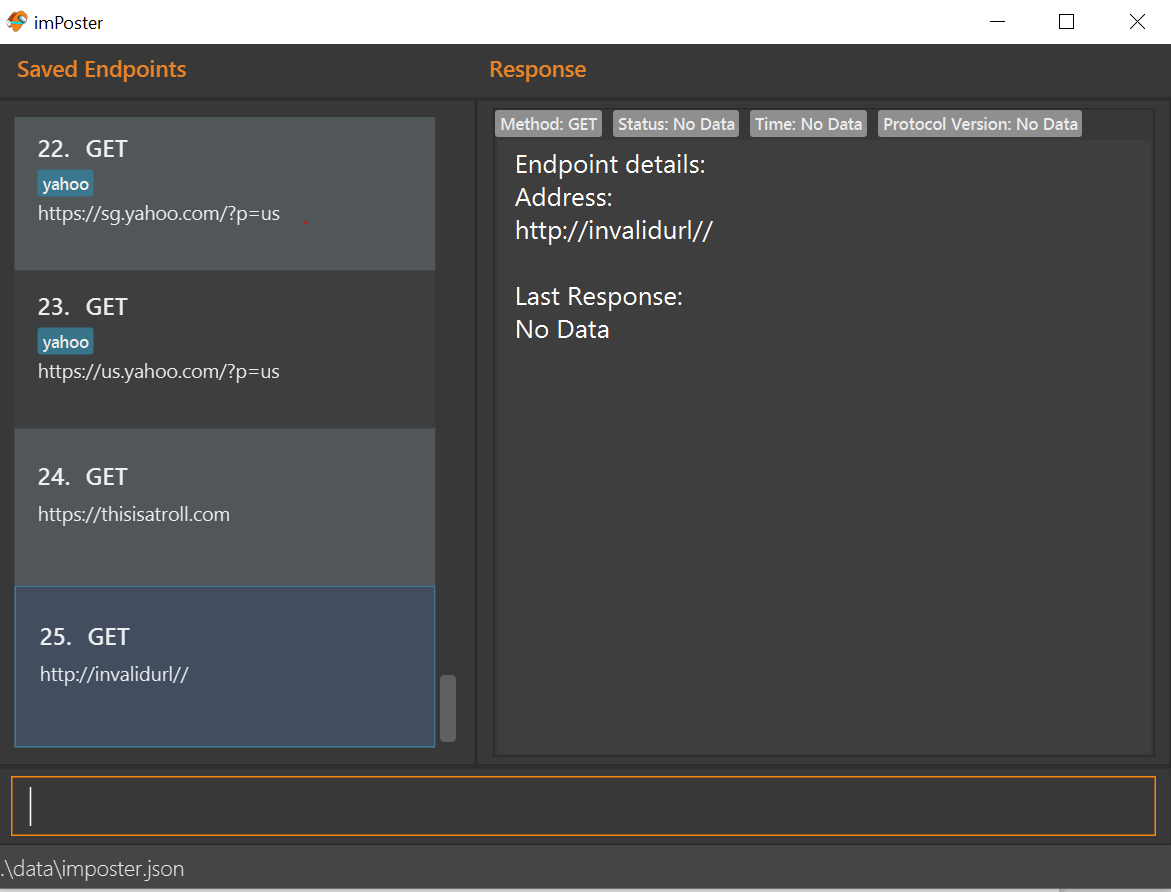 imPoster
Saved Endpoints
22. GET
yahoo
https://sg.yahoo.com/?p=us
23. GET
yahoo
https://us.yahoo.com/?p=us
24. GET
https://thisisatroll.com
25. GET
http://invalidurl//
Response
Method: GET Status: No Data Time: No Data Protocol Version: No Data
Endpoint details:
Address:
http://invalidurl//
Last Response:
No Data
.\data\imposter.json